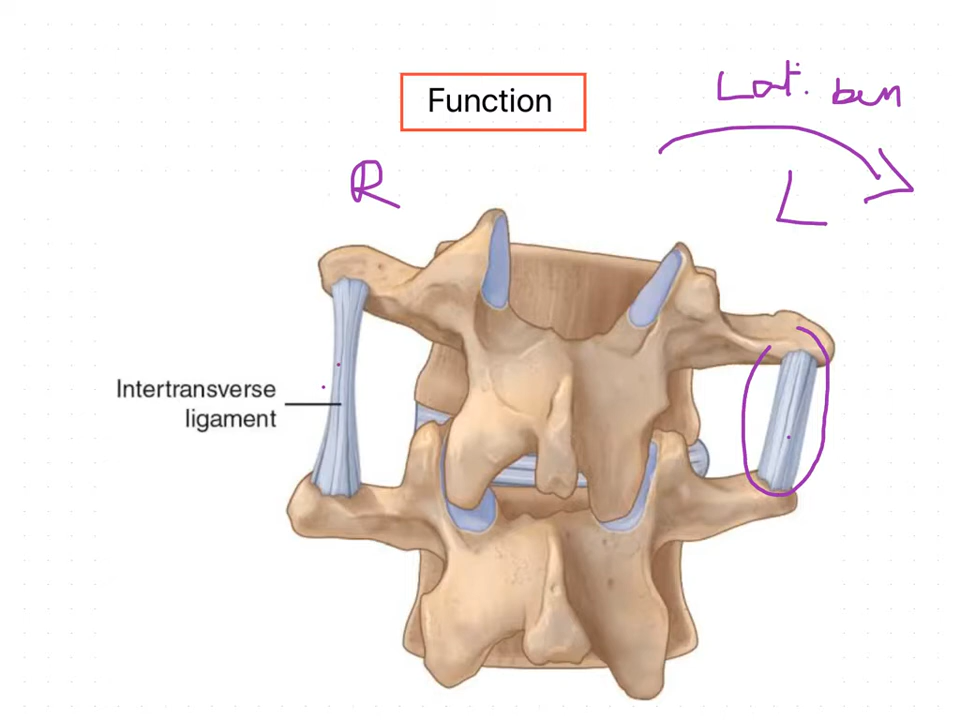 Function
Lat. ben
R
L
Intertransverse
ligament